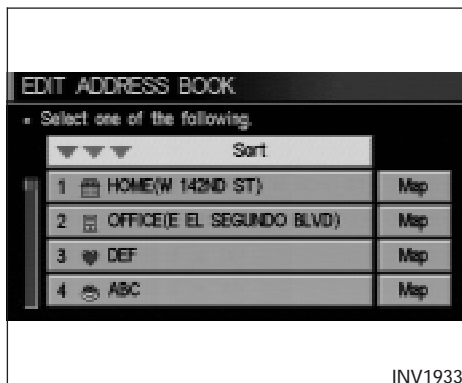 EDIT ADDRESS BOOK
Select one of the following.
Sort
1 HOME(W 142ND ST) Map
2 OFFICE(E EL SEGUNDO BLVD) Map
3 DEF Map
4 ABC Map
INV1933